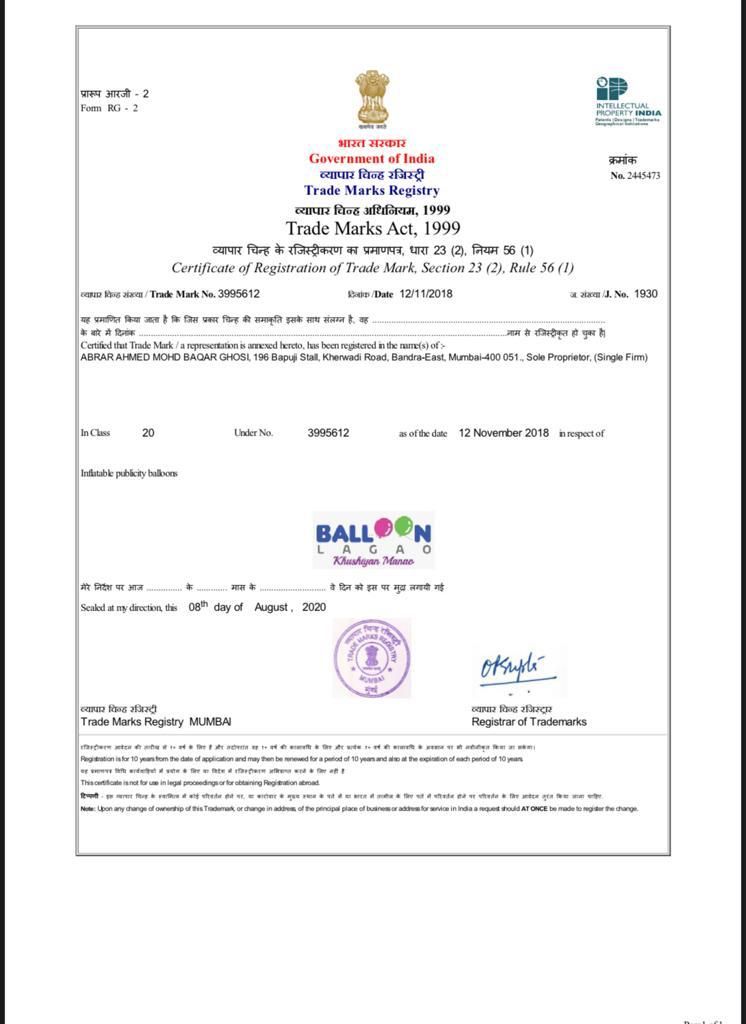 प्रारूप आरजी - 2
Form RG - 2
INTELLECTUAL
PROPERTY INDIA
Patents | Designs | Trademarks
Geographical Indications
भारत सरकार
Government of India
व्यापार चिन्ह रजिस्ट्री
Trade Marks Registry
क्रमांक
No. 2445473
व्यापार चिन्ह अधिनियम, 1999
Trade Marks Act, 1999
व्यापार चिन्ह के रजिस्ट्रीकरण का प्रमाणपत्र, धारा 23 (2), नियम 56 (1)
Certificate of Registration of Trade Mark, Section 23 (2), Rule 56 (1)
व्यापार चिन्ह संख्या / Trade Mark No. 3995612 दिनांक /Date 12/11/2018 ज. संख्या /J. No. 1930
यह प्रमाणित किया जाता है कि जिस प्रकार चिन्ह की समाकृति इसके साथ संलग्न है, वह ..................................................................
के बारे में दिनांक ..................................................................नाम से रजिस्ट्रीकृत हो चुका है|
Certified that Trade Mark / a representation is annexed hereto, has been registered in the name(s) of :-
ABRAR AHMED MOHD BAQAR GHOSI, 196 Bapuji Stall, Kherwadi Road, Bandra-East, Mumbai-400 051., Sole Proprietor, (Single Firm)
In Class 20 Under No. 3995612 as of the date 12 November 2018 in respect of
Inflatable publicity balloons
BALLOON
LAGAO
Khushiyan Manao
मेरे निर्देश पर आज .............. के ............ मास के .......................... वे दिन को इस पर मुद्रा लगायी गई
Sealed at my direction, this 08th day of August , 2020
व्यापार चिन्ह रजिस्ट्री
TRADE MARKS REGISTRY
MUMBAI
मुंबई
व्यापार चिन्ह रजिस्ट्री
Trade Marks Registry MUMBAI
व्यापार चिन्ह रजिस्ट्रार
Registrar of Trademarks
रजिस्ट्रीकरण आवेदन की तारीख से १० वर्ष के लिए है और तदोपरांत वह १० वर्ष की कालावधि के लिए और प्रत्येक १० वर्ष की कालावधि के अवसान पर भी नवीनीकृत किया जा सकेगा।
Registration is for 10 years from the date of application and may then be renewed for a period of 10 years and also at the expiration of each period of 10 years.
यह प्रमाणपत्र विधि कार्यवाहियों में प्रयोग के लिए या विदेश में रजिस्ट्रीकरण अभिप्राप्त करने के लिए नहीं है
This certificate is not for use in legal proceedings or for obtaining Registration abroad.
टिप्पणी - इस व्यापार चिन्ह के स्वामित्व में कोई परिवर्तन होने पर, या कारोबार के मुख्य स्थान के पते में या भारत में तामील के लिए पते में परिवर्तन होने पर परिवर्तन के लिए आवेदन तुरंत किया जाना चाहिए.
Note: Upon any change of ownership of this Trademark, or change in address, of the principal place of business or address for service in India a request should AT ONCE be made to register the change.